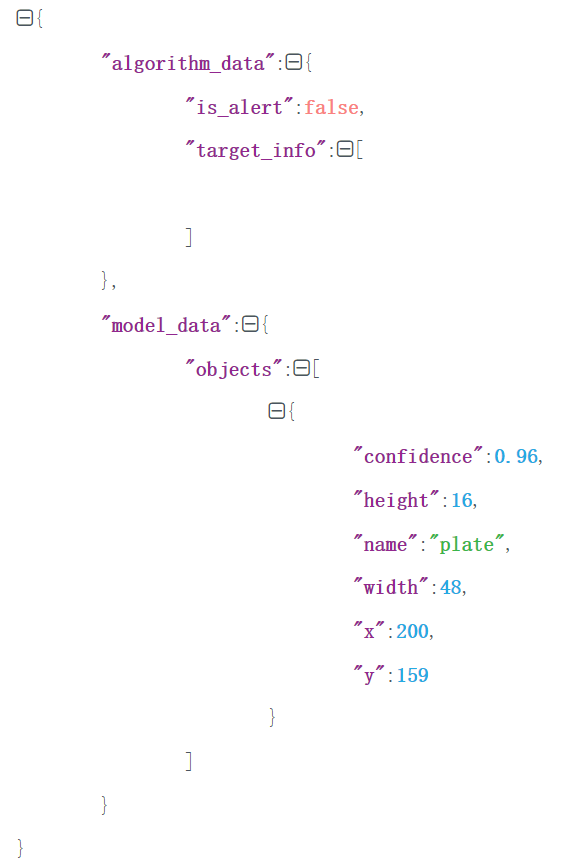 {
"algorithm_data":{
"is_alert":false,
"target_info":[
]
},
"model_data":{
"objects":[
{
"confidence":0.96,
"height":16,
"name":"plate",
"width":48,
"x":200,
"y":159
}
]
}
}